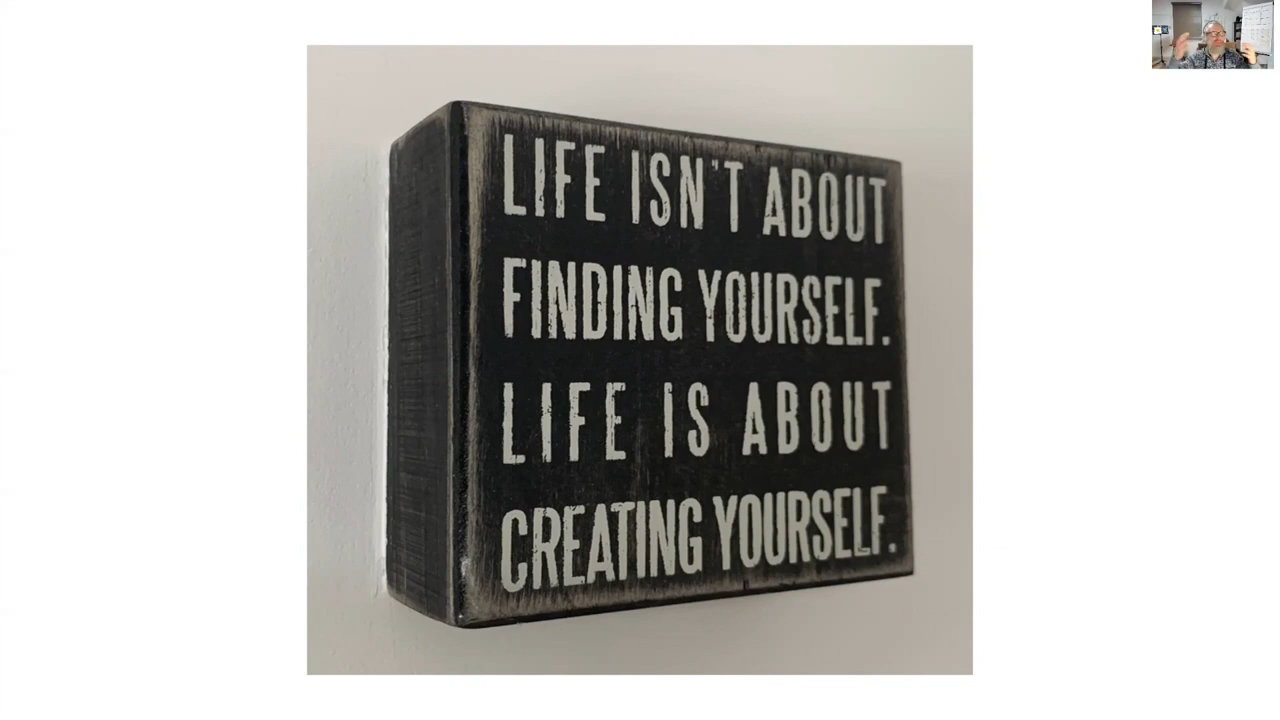 LIFE ISN'T ABOUT
FINDING YOURSELF.
LIFE IS ABOUT
CREATING YOURSELF.